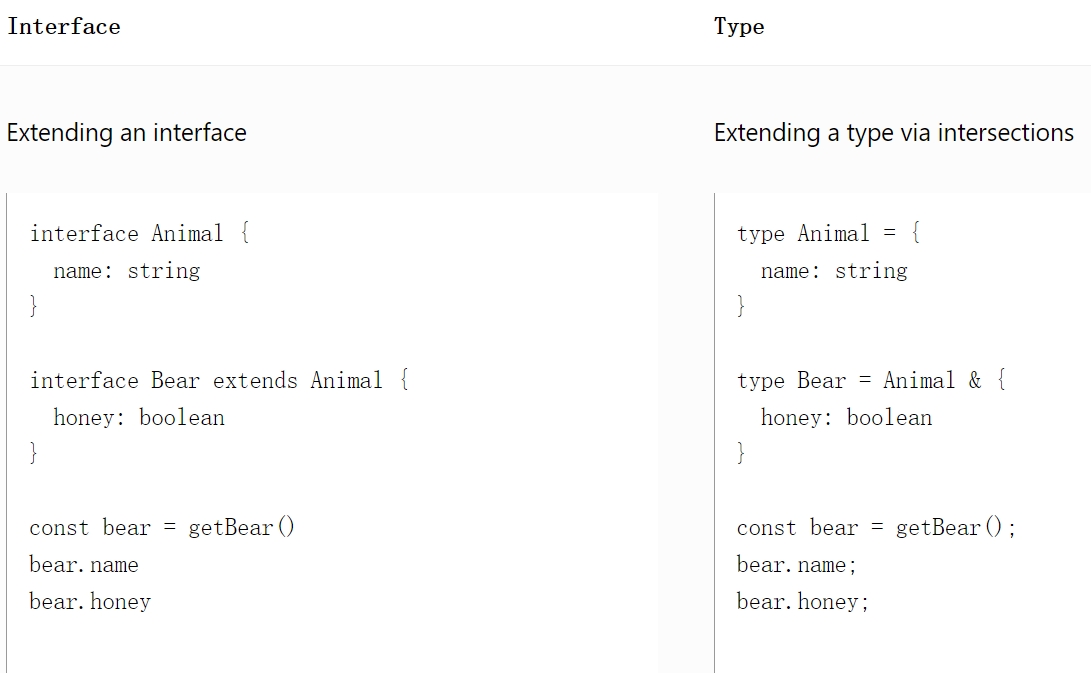 Interface
Type
Extending an interface
Extending a type via intersections
interface Animal {
  name: string
}

interface Bear extends Animal {
  honey: boolean
}

const bear = getBear()
bear.name
bear.honey
type Animal = {
  name: string
}

type Bear = Animal & {
  honey: boolean
}

const bear = getBear();
bear.name;
bear.honey;